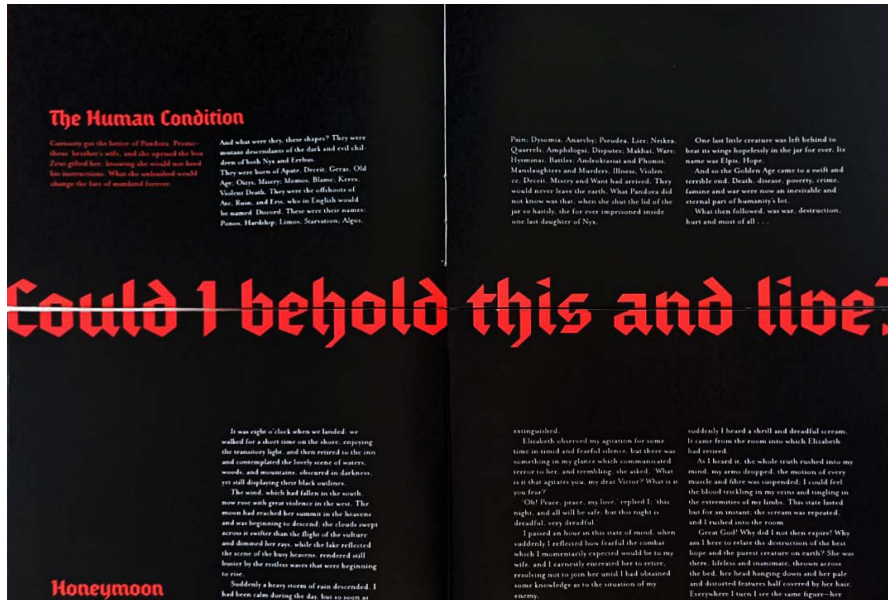 The Human Condition
Curiosity got the better of Pandora, Prome-
theus' brother's wife, and she opened the box
Zeus gifted her, knowing she would not heed
his instructions. What she unleashed would
change the face of mankind forever.
And what were they, these shapes? They were
mutant descendants of the dark and evil chil-
dren of both Nyx and Erebus.
They were born of Apate, Deceit; Geras, Old
Age; Oizys, Misery; Momos, Blame; Keres,
Violent Death. They were the offshoots of
Ate, Ruin, and Eris, who in English would
be named Discord. These were their names:
Ponos, Hardship; Limos, Starvation; Algos,
Pain; Dysomia, Anarchy; Pseudea, Lies; Neikea,
Quarrels; Amphilogiai, Disputes; Makhai, Wars;
Hysminai, Battles; Androktasiai and Phonoi,
Manslaughters and Murders. Illness, Violen-
ce, Deceit, Misery and Want had arrived. They
would never leave the earth. What Pandora did
not know was that, when she shut the lid of the
jar so hastily, she for ever imprisoned inside
one last daughter of Nyx.
One last little creature was left behind to
beat its wings hopelessly in the jar for ever. Its
name was Elpis, Hope.
And so the Golden Age came to a swift and
terrible end. Death, disease, poverty, crime,
famine and war were now an inevitable and
eternal part of humanity's lot.
What then followed, was war, destruction,
hurt and most of all . . .
Could I behold this and live?
It was eight o'clock when we landed; we
walked for a short time on the shore, enjoying
the transitory light, and then retired to the inn
and contemplated the lovely scene of waters,
woods, and mountains, obscured in darkness,
yet still displaying their black outlines.
The wind, which had fallen in the south,
now rose with great violence in the west. The
moon had reached her summit in the heavens
and was beginning to descend; the clouds swept
across it swifter than the flight of the vulture
and dimmed her rays, while the lake reflected
the scene of the busy heavens, rendered still
busier by the restless waves that were beginning
to rise.
Suddenly a heavy storm of rain descended. I
had been calm during the day, but so soon as
Honeymoon
extinguished.
Elizabeth observed my agitation for some
time in timid and fearful silence, but there was
something in my glance which communicated
terror to her, and trembling, she asked, 'What
is it that agitates you, my dear Victor? What is it
you fear?'
'Oh! Peace, peace, my love,' replied I; 'this
night, and all will be safe; but this night is
dreadful, very dreadful.'
I passed an hour in this state of mind, when
suddenly I reflected how fearful the combat
which I momentarily expected would be to my
wife, and I earnestly entreated her to retire,
resolving not to join her until I had obtained
some knowledge as to the situation of my
enemy.
suddenly I heard a shrill and dreadful scream.
It came from the room into which Elizabeth
had retired.
As I heard it, the whole truth rushed into my
mind, my arms dropped, the motion of every
muscle and fibre was suspended; I could feel
the blood trickling in my veins and tingling in
the extremities of my limbs. This state lasted
but for an instant; the scream was repeated,
and I rushed into the room.
Great God! Why did I not then expire! Why
am I here to relate the destruction of the best
hope and the purest creature on earth? She was
there, lifeless and inanimate, thrown across
the bed, her head hanging down and her pale
and distorted features half covered by her hair.
Everywhere I turn I see the same figure—her